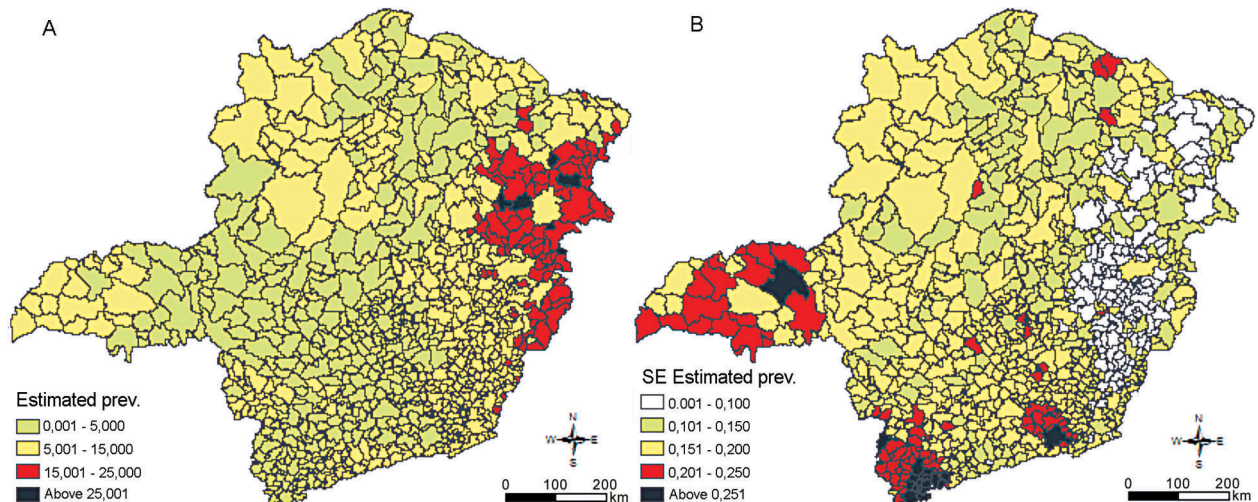 A
Estimated prev.
0,001 - 5,000
5,001 - 15,000
15,001 - 25,000
Above 25,001
N
W E
S
0 100 200
km
B
SE Estimated prev.
0.001 - 0,100
0,101 - 0,150
0,151 - 0,200
0,201 - 0,250
Above 0,251
N
W E
S
0 100 200
km